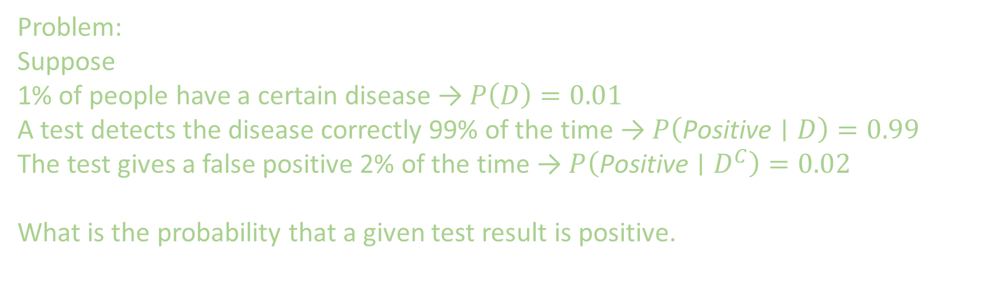 Problem:
Suppose
1% of people have a certain disease → P(D) = 0.01
A test detects the disease correctly 99% of the time → P(Positive | D) = 0.99
The test gives a false positive 2% of the time → P(Positive | Dᶜ) = 0.02
What is the probability that a given test result is positive.